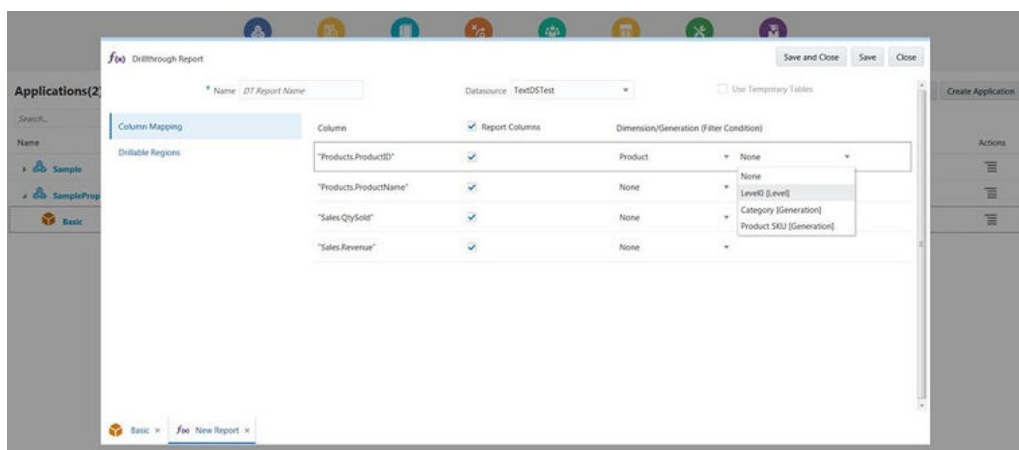 f(x) Drillthrough Report
Save and Close Save Close
Applications(2)
* Name DT Report Name
Datasource TextDSTest
Use Temporary Tables
Create Application
Search...
Column Mapping
Column
Report Columns
Dimension/Generation (Filter Condition)
Name
Actions
Drillable Regions
"Products.ProductID"
Product
None
Sample
None
"Products.ProductName"
None
Level0 [Level]
SampleProp
Category [Generation]
Basic
"Sales.QtySold"
None
Product SKU [Generation]
"Sales.Revenue"
None
Basic ×
f(x) New Report ×